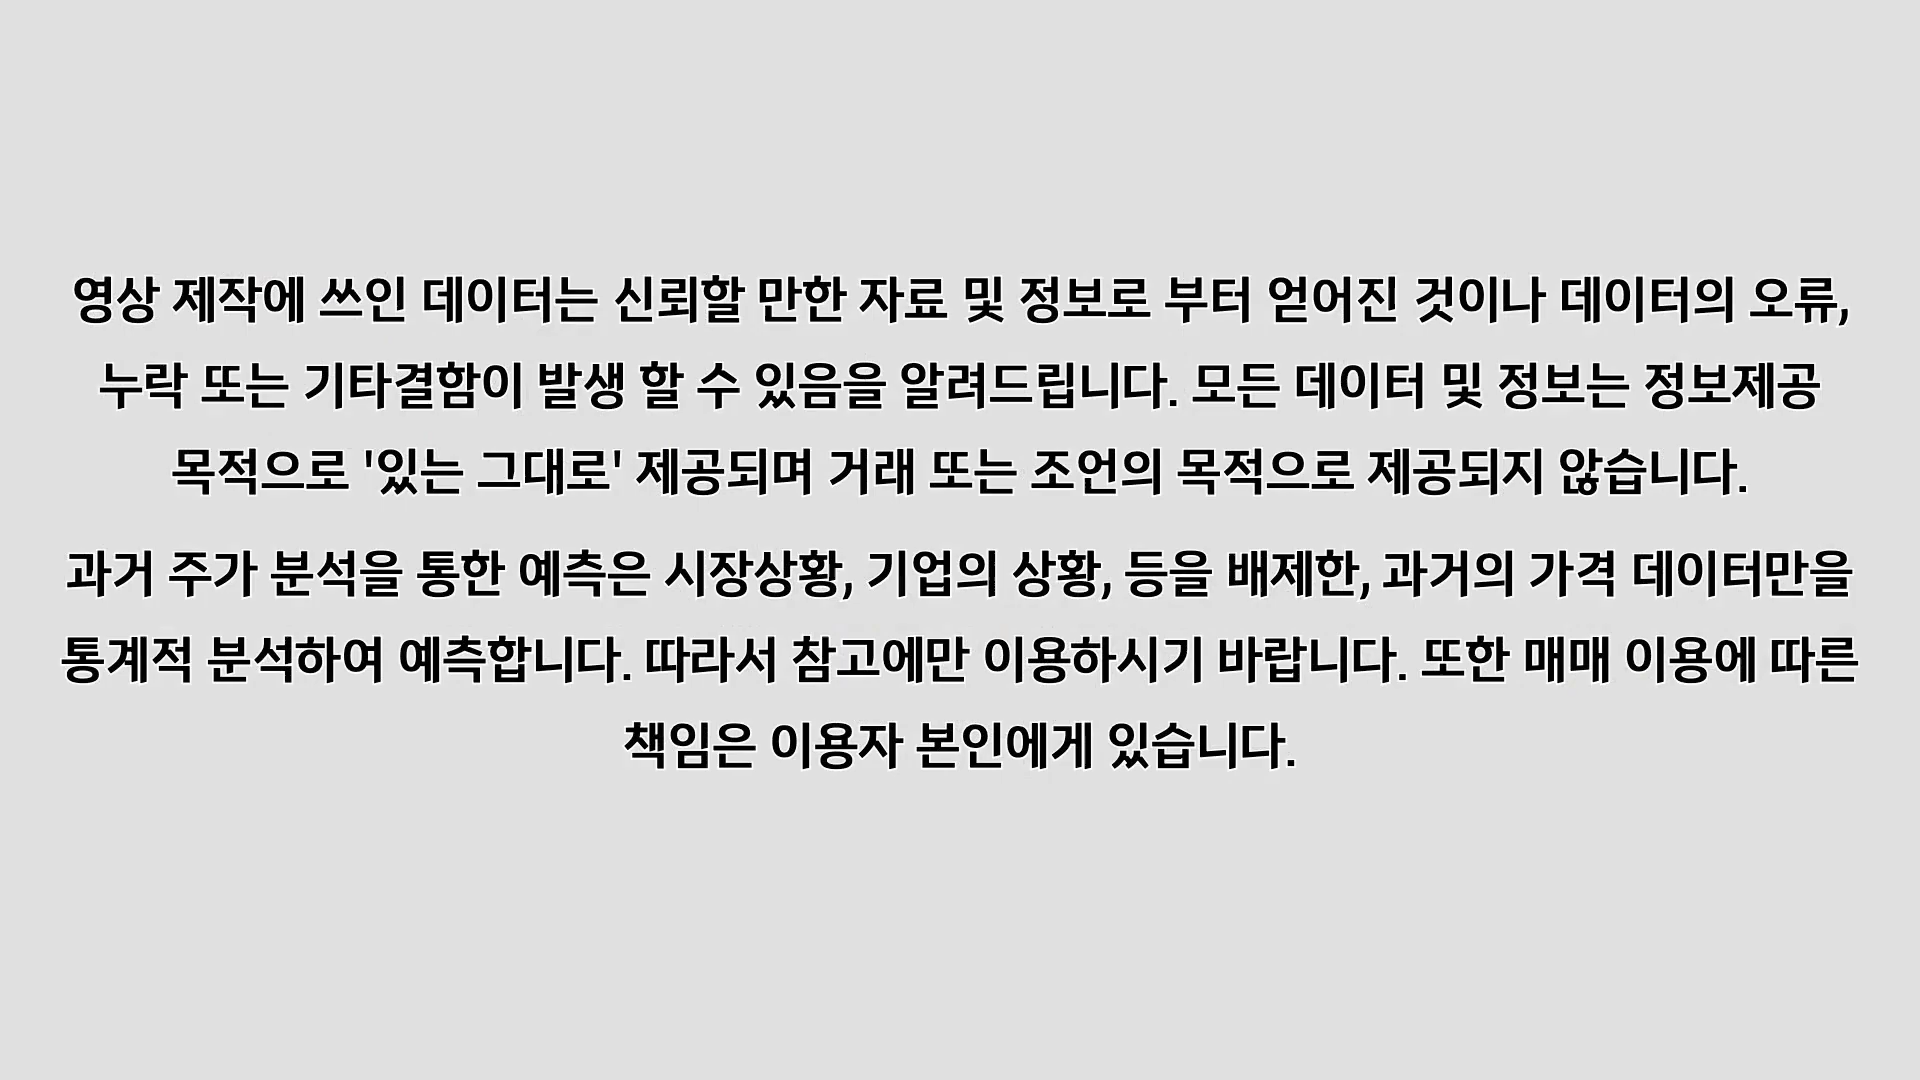 영상 제작에 쓰인 데이터는 신뢰할 만한 자료 및 정보로 부터 얻어진 것이나 데이터의 오류,
누락 또는 기타결함이 발생 할 수 있음을 알려드립니다. 모든 데이터 및 정보는 정보제공
목적으로 '있는 그대로' 제공되며 거래 또는 조언의 목적으로 제공되지 않습니다.
과거 주가 분석을 통한 예측은 시장상황, 기업의 상황, 등을 배제한, 과거의 가격 데이터만을
통계적 분석하여 예측합니다. 따라서 참고에만 이용하시기 바랍니다. 또한 매매 이용에 따른
책임은 이용자 본인에게 있습니다.